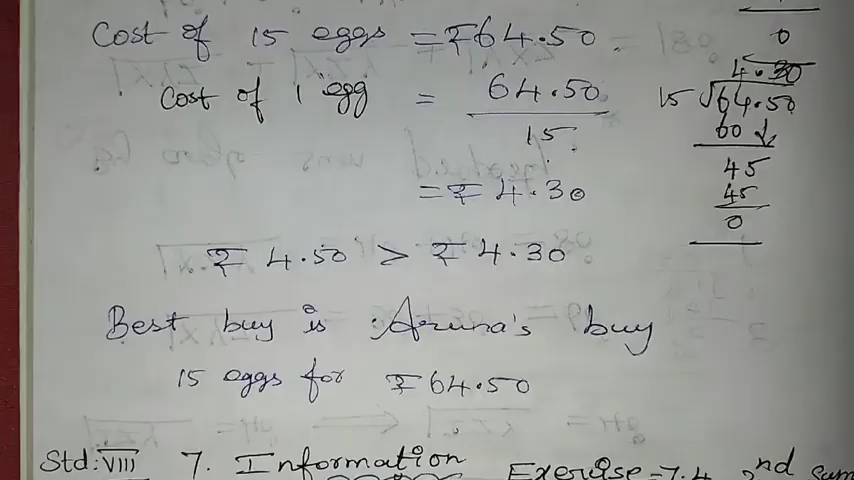 0
Cost of 15 eggs = ₹64.50
Cost of 1 egg = 64.50
15
= ₹ 4.30
4.30
15 √64.50
60 ↓
45
45
0
₹ 4.50 > ₹ 4.30
Best buy is Aruna's buy
15 eggs for ₹64.50
Std: VIII 7. Information Exercise-7.4 2nd sum